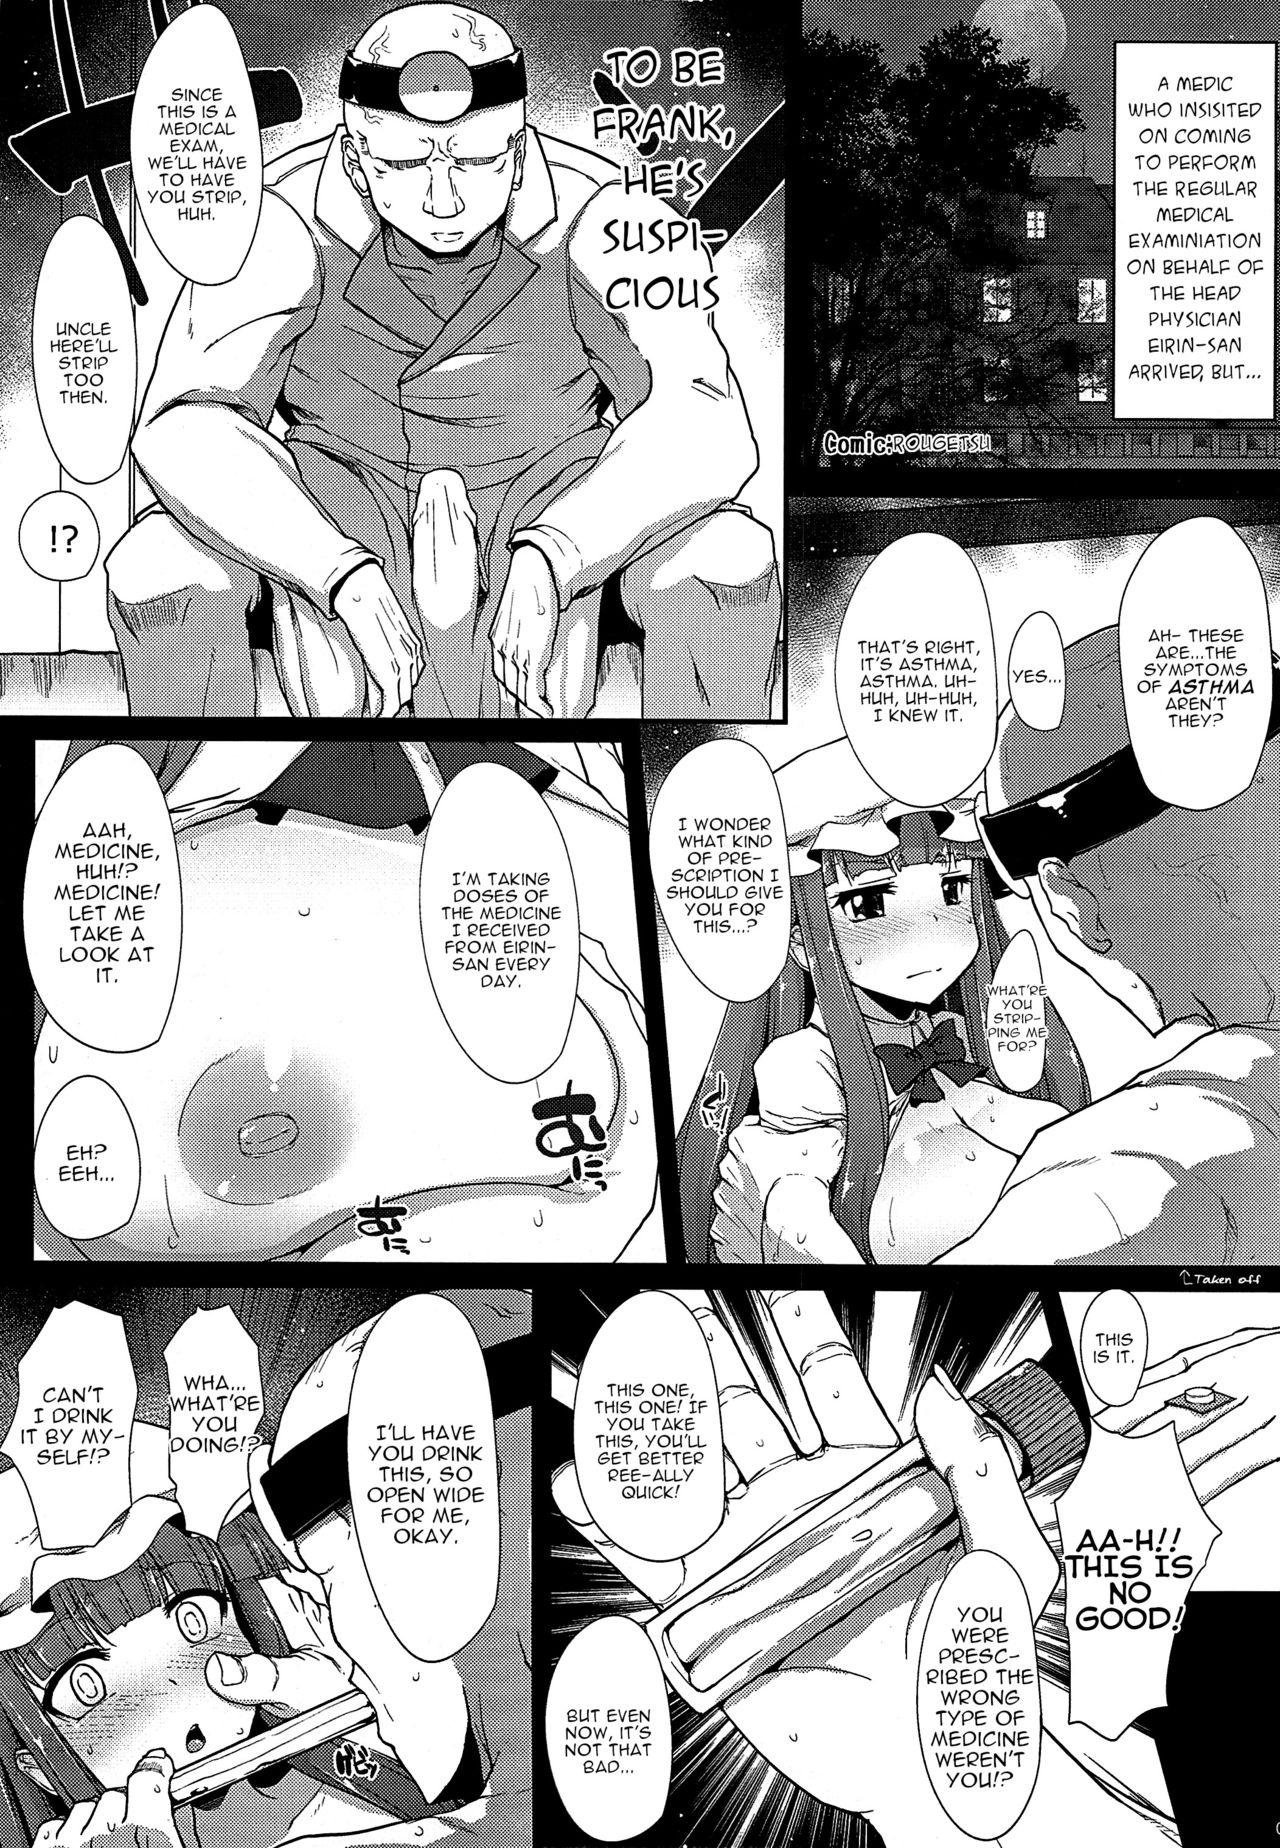 A MEDIC
WHO INSISITED
ON COMING
TO PERFORM
THE REGULAR
MEDICAL
EXAMINIATION
ON BEHALF OF
THE HEAD
PHYSICIAN
EIRIN-SAN
ARRIVED, BUT...
Comic:ROUGETSU
TO BE
FRANK,
HE'S
SUSPI-
CIOUS
SINCE
THIS IS A
MEDICAL
EXAM,
WE'LL HAVE
TO HAVE
YOU STRIP,
HUH.
UNCLE
HERE'LL
STRIP
TOO
THEN.
!?
AH- THESE
ARE...THE
SYMPTOMS
OF ASTHMA
AREN'T
THEY?
YES...
THAT'S RIGHT,
IT'S ASTHMA,
ASTHMA. UH-
HUH, UH-HUH,
I KNEW IT.
I WONDER
WHAT KIND
OF PRE-
SCRIPTION I
SHOULD GIVE
YOU FOR
THIS...?
WHAT'RE
YOU
STRIP-
PING ME
FOR?
I'M TAKING
DOSES OF
THE MEDICINE
I RECEIVED
FROM EIRIN-
SAN EVERY
DAY.
AAH,
MEDICINE,
HUH!?
MEDICINE!
LET ME
TAKE A
LOOK AT
IT.
EH?
EEH...
むに
むに
Taken off
THIS
IS IT.
AA-H!!
THIS IS
NO
GOOD!
YOU
WERE
PRESC-
RIBED THE
WRONG
TYPE OF
MEDICINE
WEREN'T
YOU!?
THIS ONE,
THIS ONE! IF
YOU TAKE
THIS, YOU'LL
GET BETTER
REE-ALLY
QUICK!
BUT EVEN
NOW, IT'S
NOT THAT
BAD...
I'LL HAVE
YOU DRINK
THIS, SO
OPEN WIDE
FOR ME,
OKAY.
WHA...
WHAT'RE
YOU
DOING!?
CAN'T
I DRINK
IT BY MY-
SELF!?